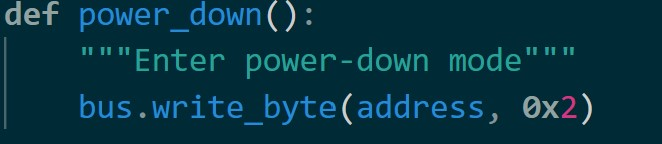 def power_down():
    """Enter power-down mode"""
    bus.write_byte(address, 0x2)